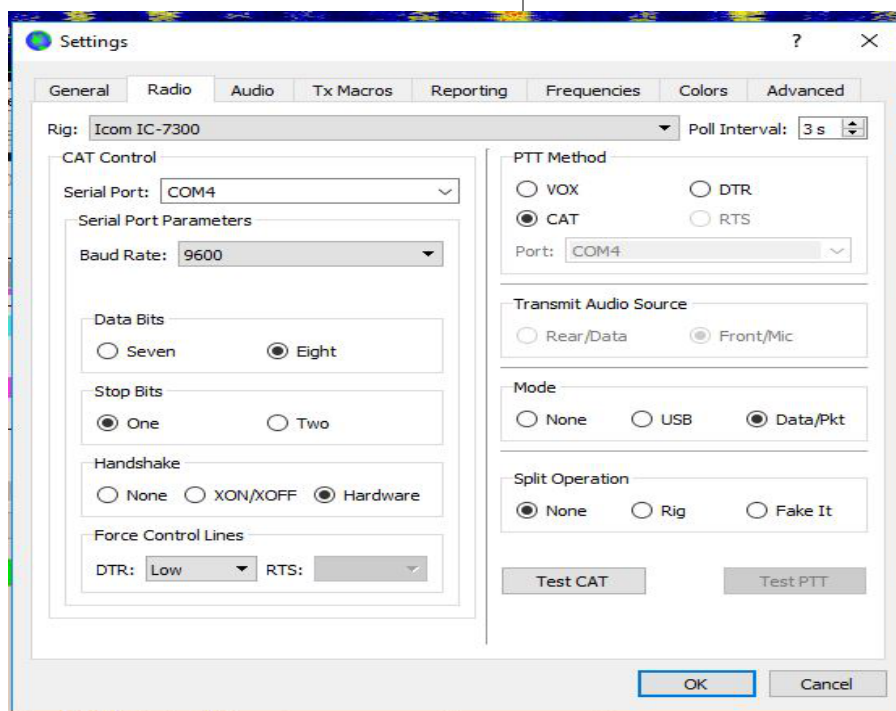 Settings
?
General Radio Audio Tx Macros Reporting Frequencies Colors Advanced
Rig: Icom IC-7300 Poll Interval: 3 s
CAT Control
Serial Port: COM4
Serial Port Parameters
Baud Rate: 9600
Data Bits
Seven Eight
Stop Bits
One Two
Handshake
None XON/XOFF Hardware
Force Control Lines
DTR: Low RTS:
PTT Method
VOX DTR
CAT RTS
Port: COM4
Transmit Audio Source
Rear/Data Front/Mic
Mode
None USB Data/Pkt
Split Operation
None Rig Fake It
Test CAT Test PTT
OK Cancel